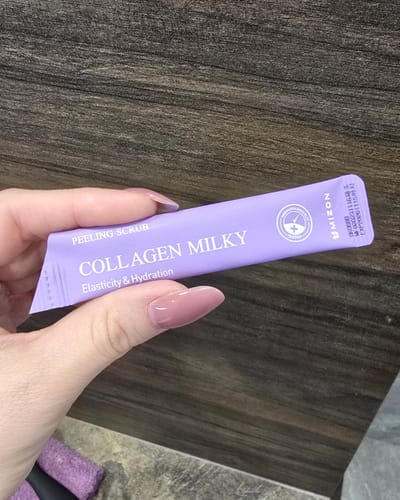 PEELING SCRUB
COLLAGEN MILKY
Elasticity & Hydration
MIZON